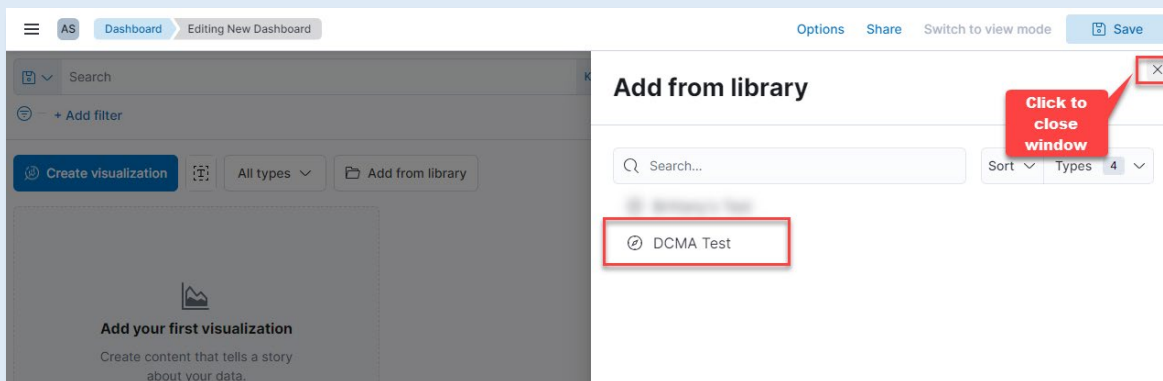 AS Dashboard Editing New Dashboard Options Share Switch to view mode Save
Search K
+ Add filter
Create visualization All types Add from library
Add your first visualization
Create content that tells a story
about your data.
Add from library
Click to
close
window
Search... Sort Types 4
DCMA Test